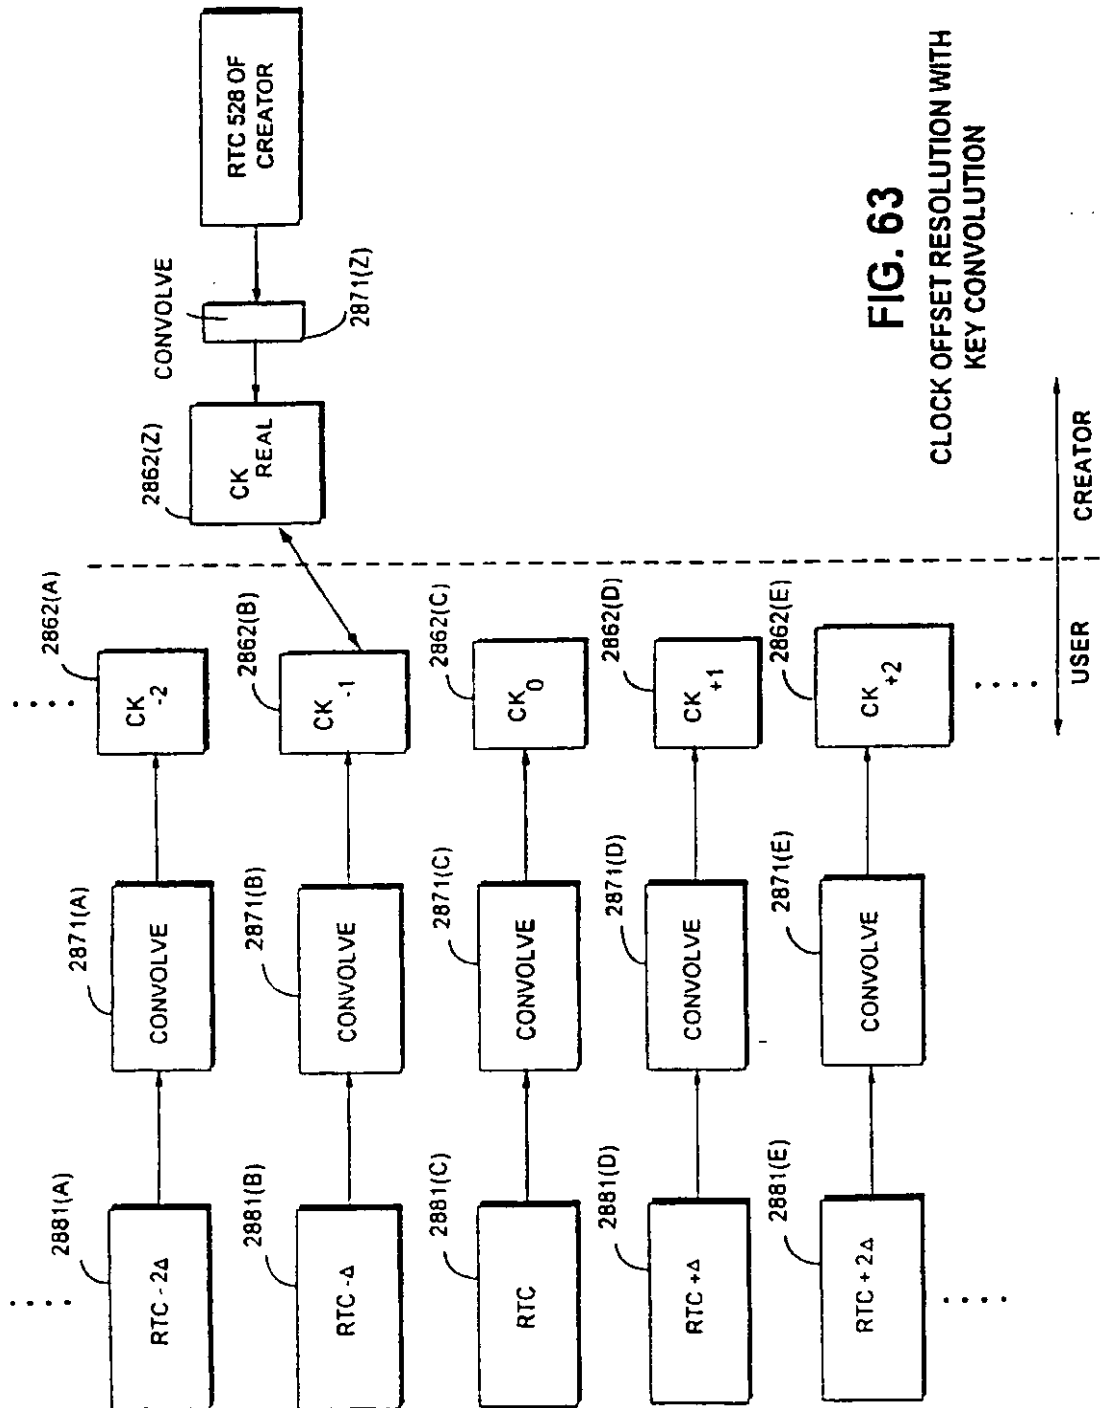 RTC 528 OF
CREATOR
CONVOLVE
2871(Z)
2862(Z)
CK
REAL
2862(A)
CK
-2
2871(A)
CONVOLVE
2881(A)
RTC - 2Δ
2862(B)
CK
-1
2871(B)
CONVOLVE
2881(B)
RTC -Δ
2862(C)
CK
0
2871(C)
CONVOLVE
2881(C)
RTC
2862(D)
CK
+1
2871(D)
CONVOLVE
2881(D)
RTC +Δ
2862(E)
CK
+2
2871(E)
CONVOLVE
2881(E)
RTC + 2Δ
USER
CREATOR
FIG. 63
CLOCK OFFSET RESOLUTION WITH
KEY CONVOLUTION